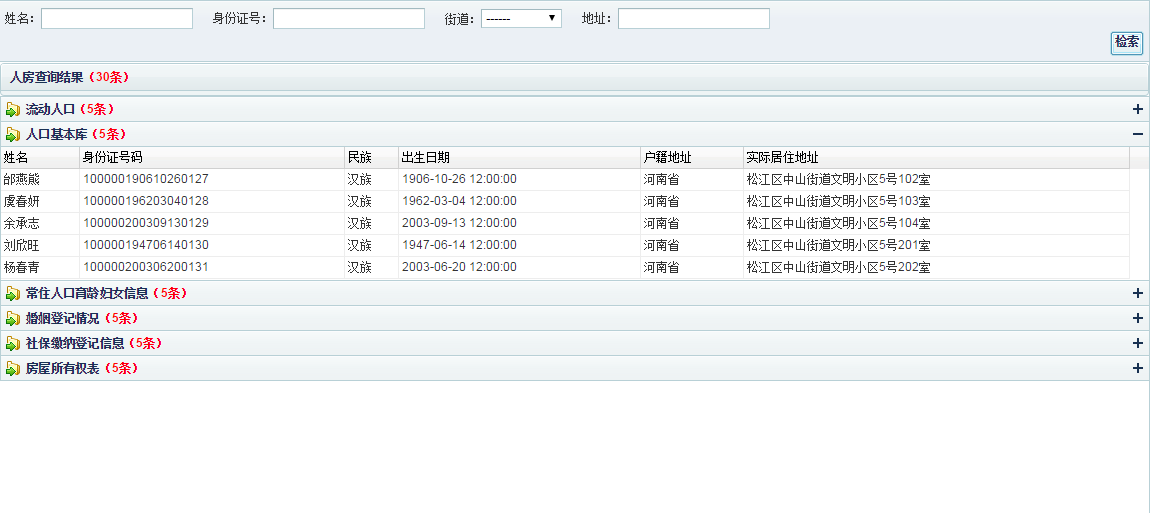 姓名: 身份证号: 街道: ------ 地址:
检索
人房查询结果（30条）
流动人口（5条）
人口基本库（5条）
姓名 身份证号码 民族 出生日期 户籍地址 实际居住地址
邰燕熊 100000190610260127 汉族 1906-10-26 12:00:00 河南省 松江区中山街道文明小区5号102室
虞春妍 100000196203040128 汉族 1962-03-04 12:00:00 河南省 松江区中山街道文明小区5号103室
余承志 100000200309130129 汉族 2003-09-13 12:00:00 河南省 松江区中山街道文明小区5号104室
刘欣旺 100000194706140130 汉族 1947-06-14 12:00:00 河南省 松江区中山街道文明小区5号201室
杨春青 100000200306200131 汉族 2003-06-20 12:00:00 河南省 松江区中山街道文明小区5号202室
常住人口育龄妇女信息（5条）
婚姻登记情况（5条）
社保缴纳登记信息（5条）
房屋所有权表（5条）